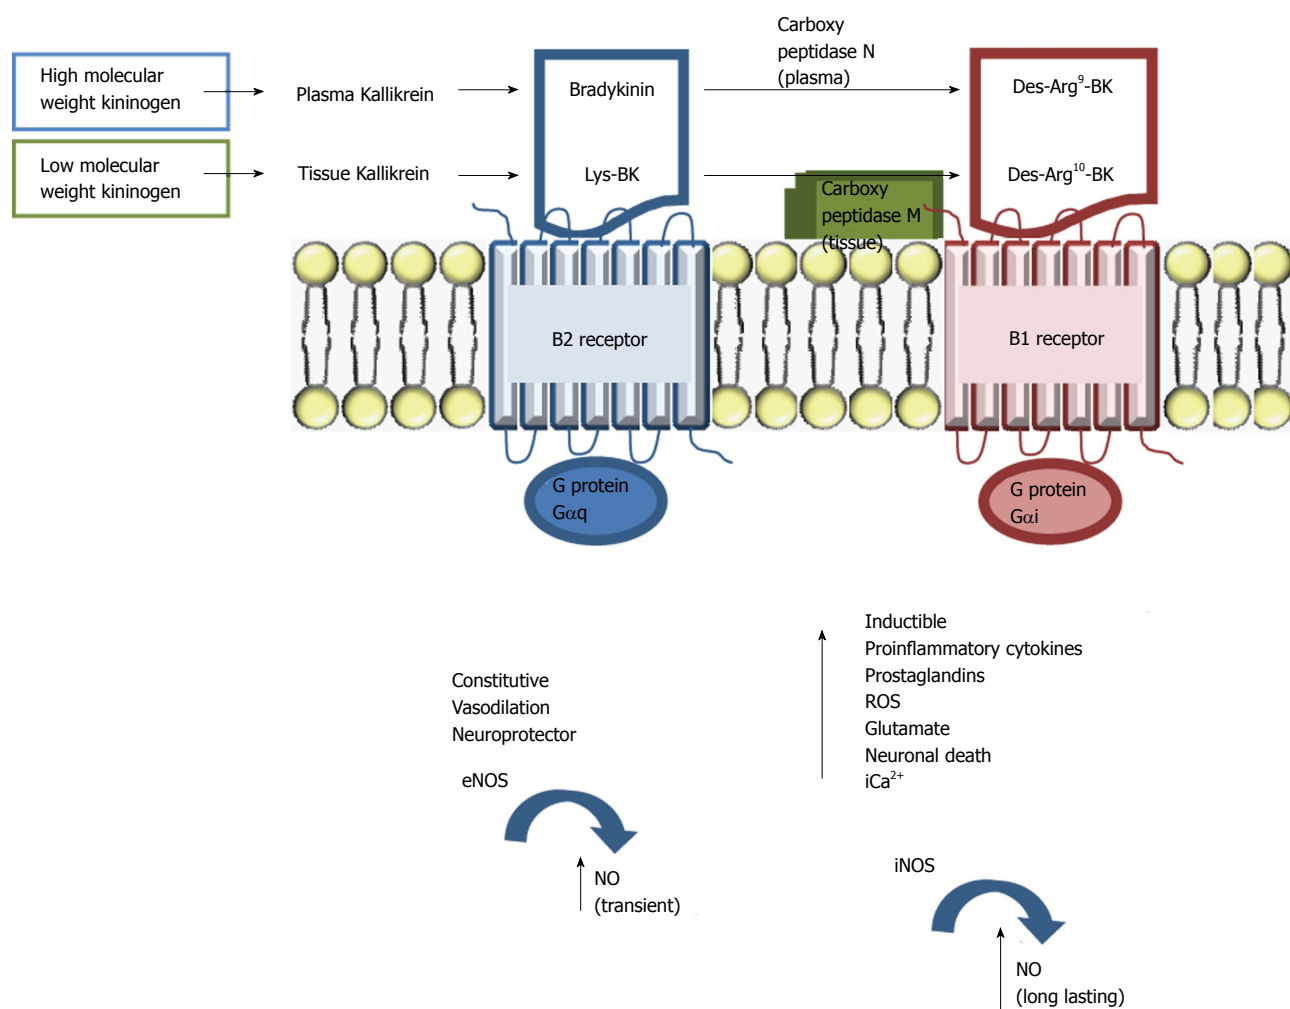 Carboxy
peptidase N
(plasma)
High molecular
weight kininogen
Plasma Kallikrein
Bradykinin
Des-Arg⁹-BK
Low molecular
weight kininogen
Tissue Kallikrein
Lys-BK
Des-Arg¹⁰-BK
Carboxy
peptidase M
(tissue)
B2 receptor
B1 receptor
G protein
Gαq
G protein
Gαi
Constitutive
Vasodilation
Neuroprotector
eNOS
NO
(transient)
Inductible
Proinflammatory cytokines
Prostaglandins
ROS
Glutamate
Neuronal death
iCa²⁺
iNOS
NO
(long lasting)